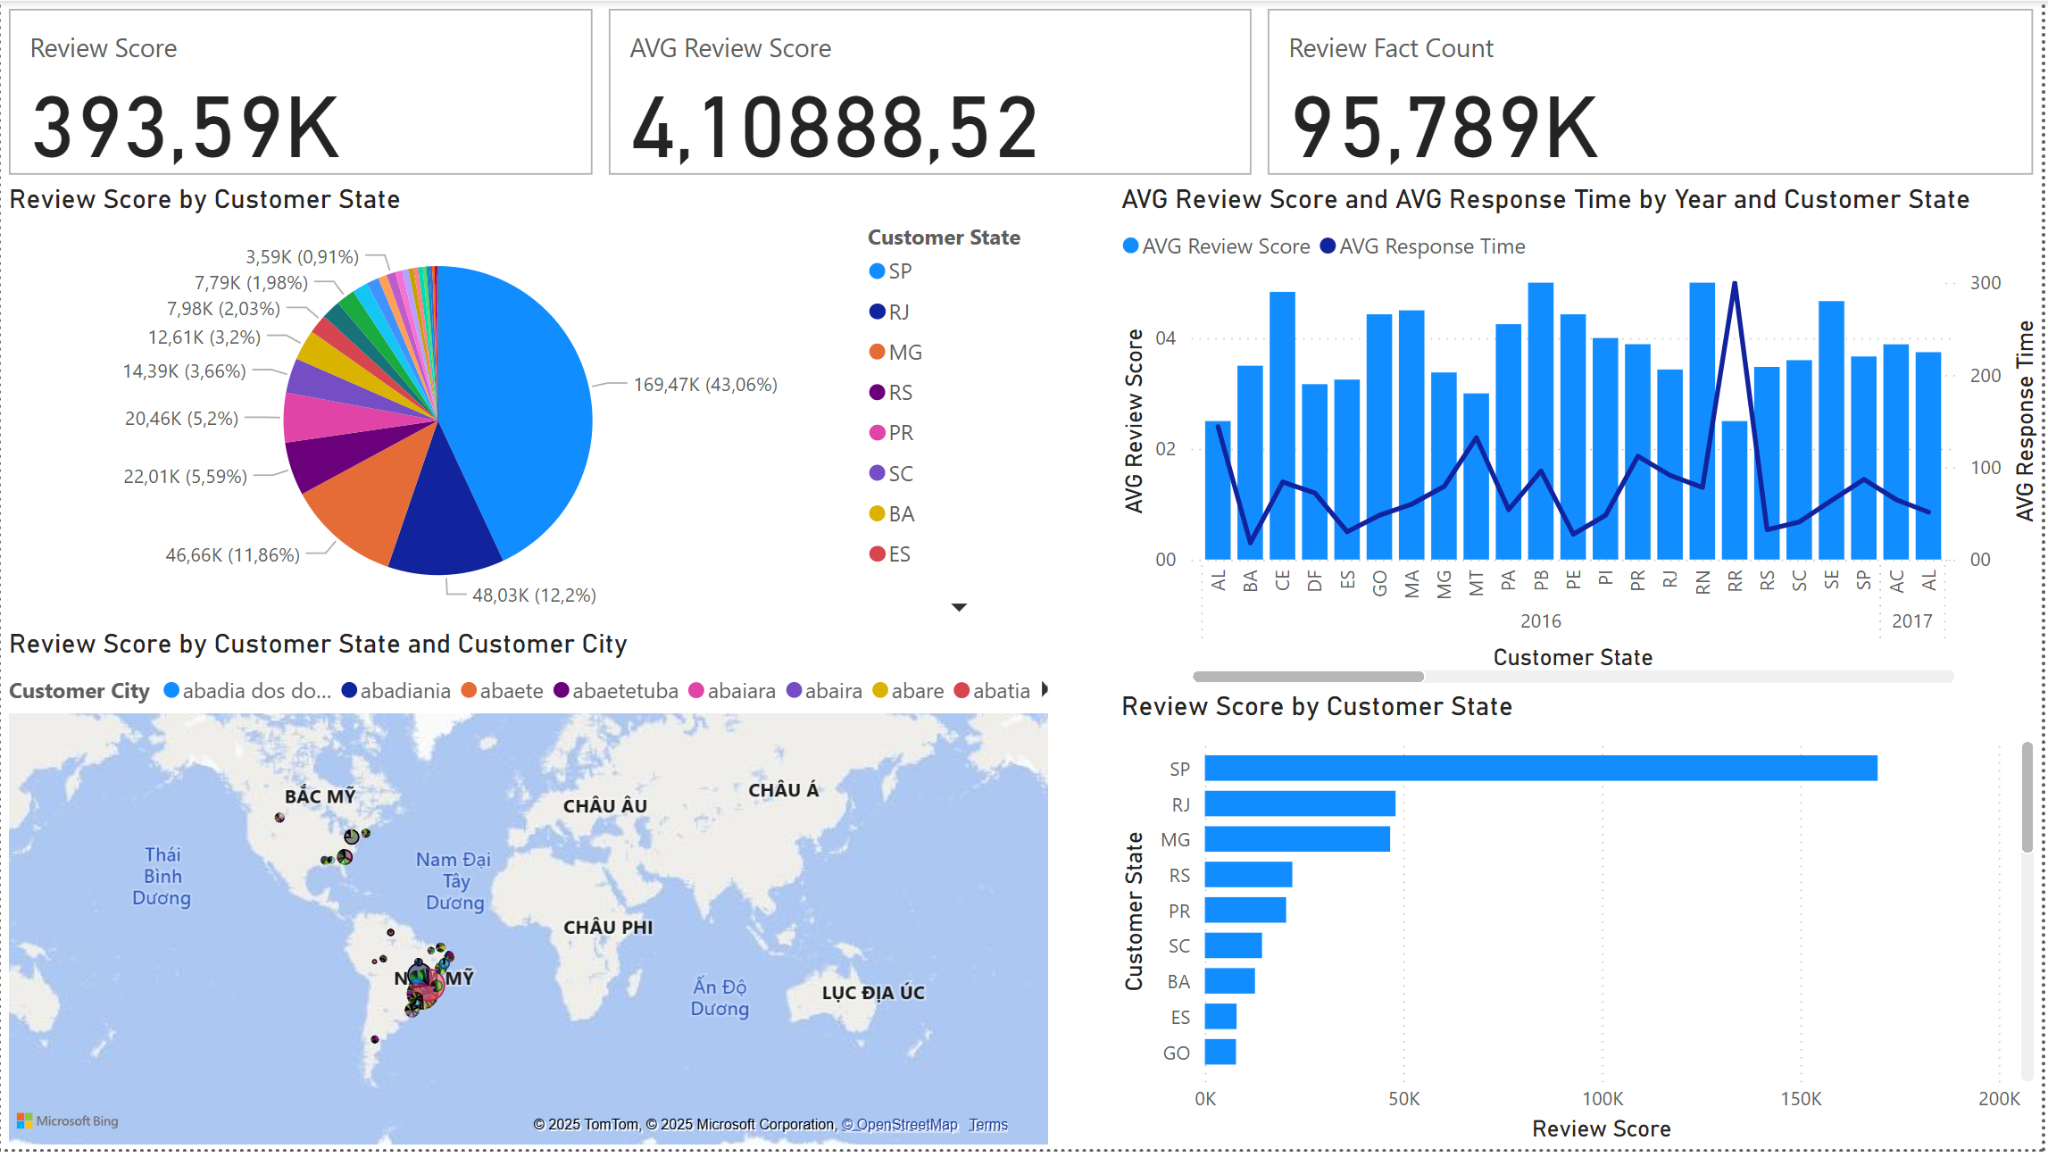 Review Score
393,59K
AVG Review Score
4,10888,52
Review Fact Count
95,789K
Review Score by Customer State
3,59K (0,91%)
7,79K (1,98%)
7,98K (2,03%)
12,61K (3,2%)
14,39K (3,66%)
20,46K (5,2%)
22,01K (5,59%)
46,66K (11,86%)
48,03K (12,2%)
169,47K (43,06%)
Customer State
SP
RJ
MG
RS
PR
SC
BA
ES
AVG Review Score and AVG Response Time by Year and Customer State
AVG Review Score AVG Response Time
AVG Review Score
04
02
00
300
200
100
00
AVG Response Time
AL BA CE DF ES GO MA MG MT PA PB PE PI PR RJ RN RR RS SC SE SP AC AL
2016 2017
Customer State
Review Score by Customer State and Customer City
Customer City abadia dos do... abadiania abaete abaetetuba abaiara abaira abare abatia
BẮC MỸ
CHÂU ÂU
CHÂU Á
Thái
Bình
Dương
Nam Đại
Tây
Dương
CHÂU PHI
N MỸ
Ấn Độ
Dương
LỤC ĐỊA ÚC
Microsoft Bing
© 2025 TomTom, © 2025 Microsoft Corporation, © OpenStreetMap Terms
Review Score by Customer State
Customer State
SP
RJ
MG
RS
PR
SC
BA
ES
GO
0K 50K 100K 150K 200K
Review Score